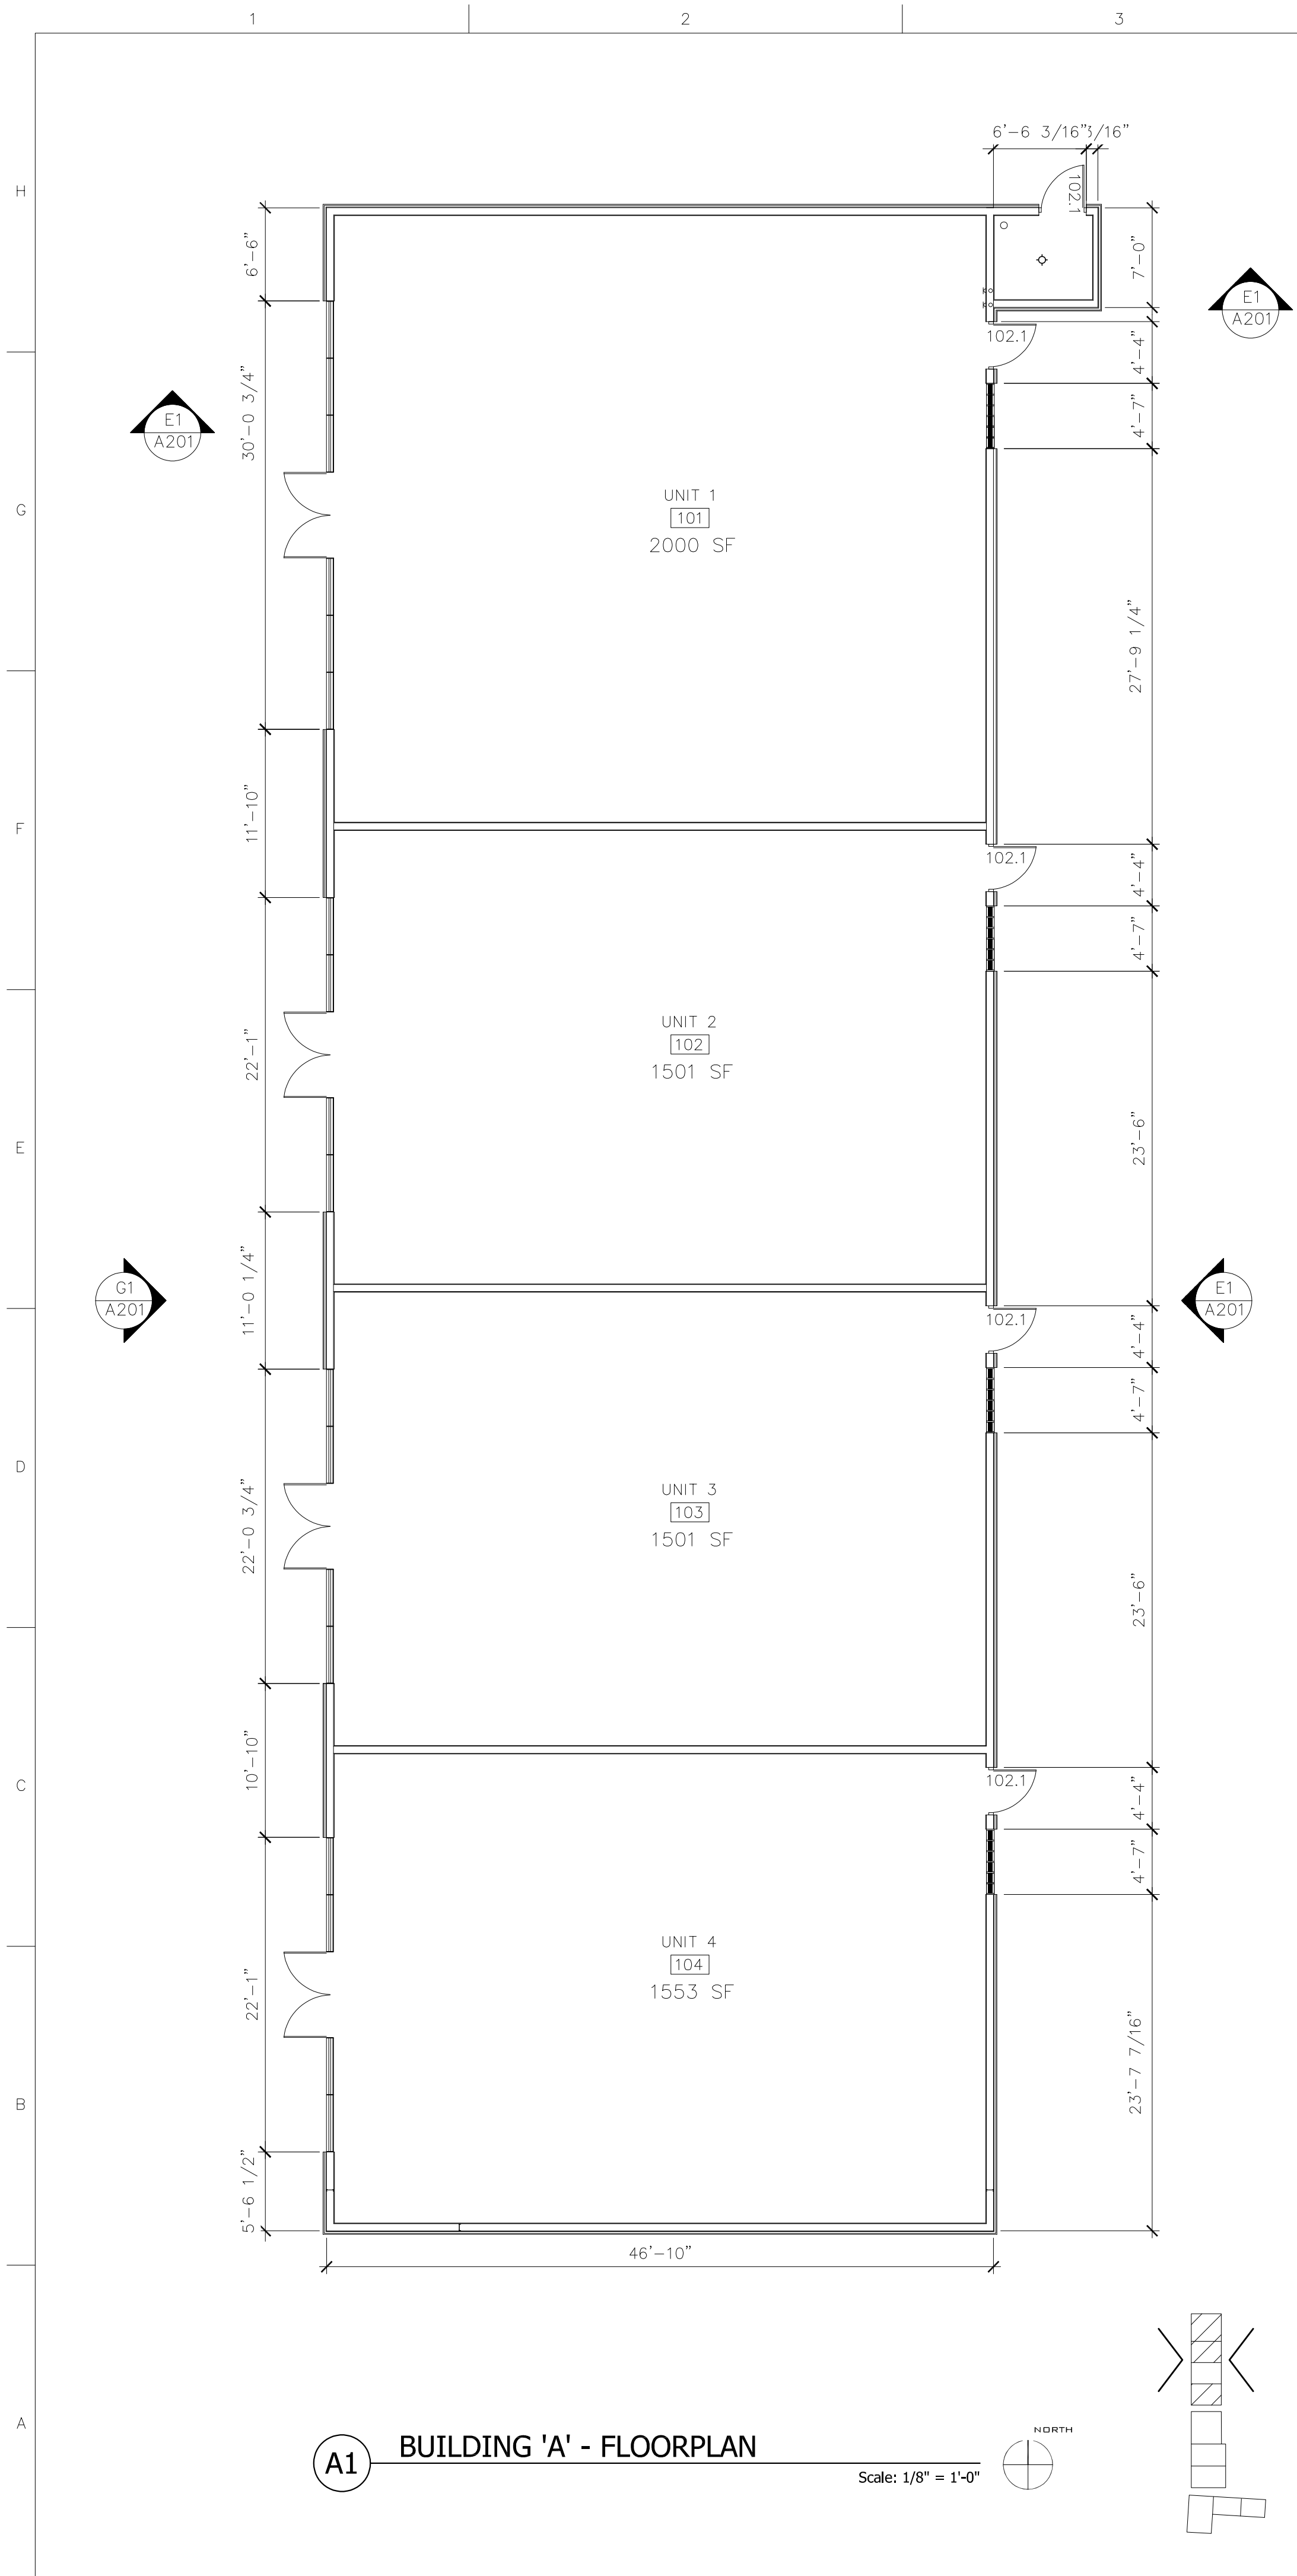 1 2 3
6'-6 3/16" 3/16"
H
102.1
6'-6"
7'-0"
E1
A201
102.1
4'-4"
30'-0 3/4"
4'-7"
E1
A201
UNIT 1
101
2000 SF
G
27'-9 1/4"
11'-10"
F
102.1
4'-4"
4'-7"
UNIT 2
102
1501 SF
22'-1"
E
23'-6"
11'-0 1/4"
G1
A201
E1
A201
102.1
4'-4"
4'-7"
D
UNIT 3
103
1501 SF
22'-0 3/4"
23'-6"
10'-10"
C
102.1
4'-4"
4'-7"
UNIT 4
104
1553 SF
22'-1"
23'-7 7/16"
B
5'-6 1/2"
46'-10"
A
A1
BUILDING 'A' - FLOORPLAN
Scale: 1/8" = 1'-0"
NORTH